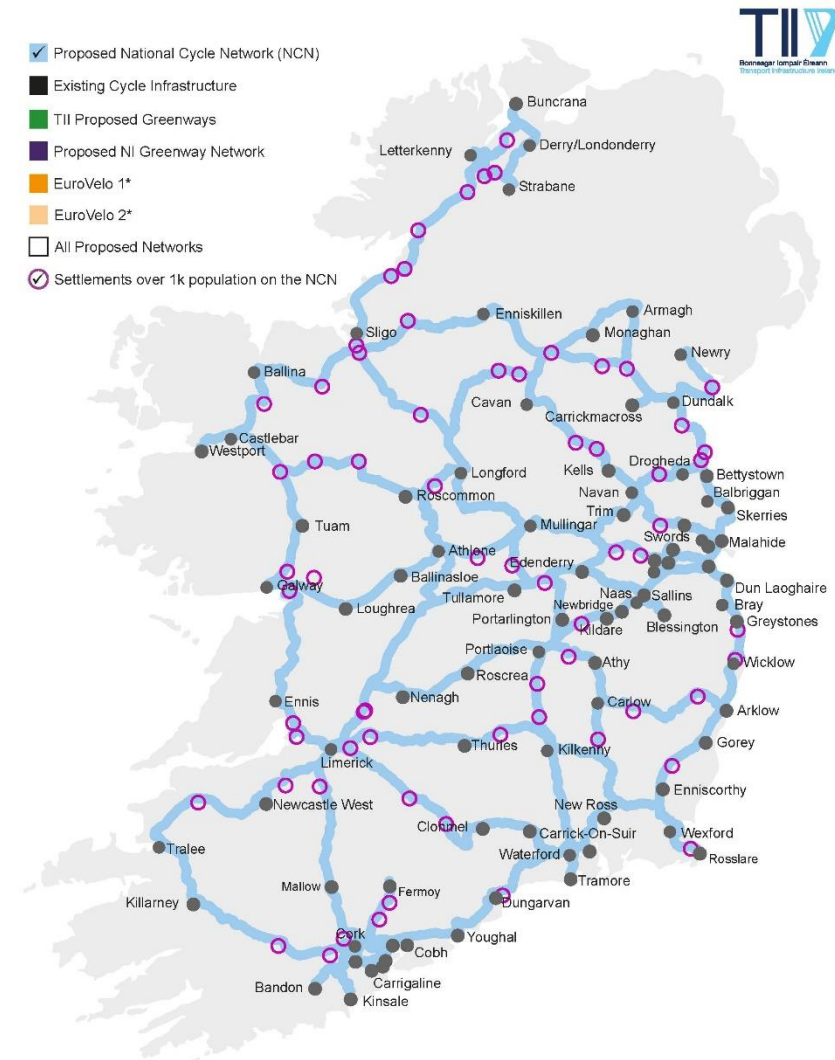 TII
Bonneagar Iompair Éireann
Transport Infrastructure Ireland
Proposed National Cycle Network (NCN)
Existing Cycle Infrastructure
TII Proposed Greenways
Proposed NI Greenway Network
EuroVelo 1*
EuroVelo 2*
All Proposed Networks
Settlements over 1k population on the NCN
Buncrana
Letterkenny
Derry/Londonderry
Strabane
Enniskillen
Armagh
Monaghan
Sligo
Newry
Ballina
Cavan
Carrickmacross
Dundalk
Castlebar
Westport
Longford
Kells
Drogheda
Bettystown
Roscommon
Navan
Balbriggan
Trim
Skerries
Tuam
Mullingar
Swords
Malahide
Athlone
Edenderry
Galway
Ballinasloe
Tullamore
Dun Laoghaire
Loughrea
Naas
Sallins
Newbridge
Bray
Portarlington
Kildare
Blessington
Greystones
Portlaoise
Athy
Wicklow
Roscrea
Ennis
Nenagh
Carlow
Arklow
Limerick
Thurles
Kilkenny
Gorey
Newcastle West
New Ross
Enniscorthy
Clonmel
Carrick-On-Suir
Wexford
Tralee
Waterford
Rosslare
Mallow
Fermoy
Tramore
Killarney
Dungarvan
Cork
Youghal
Cobh
Carrigaline
Bandon
Kinsale